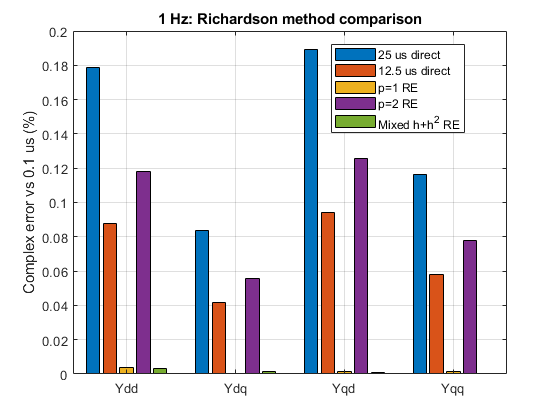 1 Hz: Richardson method comparison
Complex error vs 0.1 us (%)
0.2
0.18
0.16
0.14
0.12
0.1
0.08
0.06
0.04
0.02
0
25 us direct
12.5 us direct
p=1 RE
p=2 RE
Mixed h+h² RE
Ydd Ydq Yqd Yqq